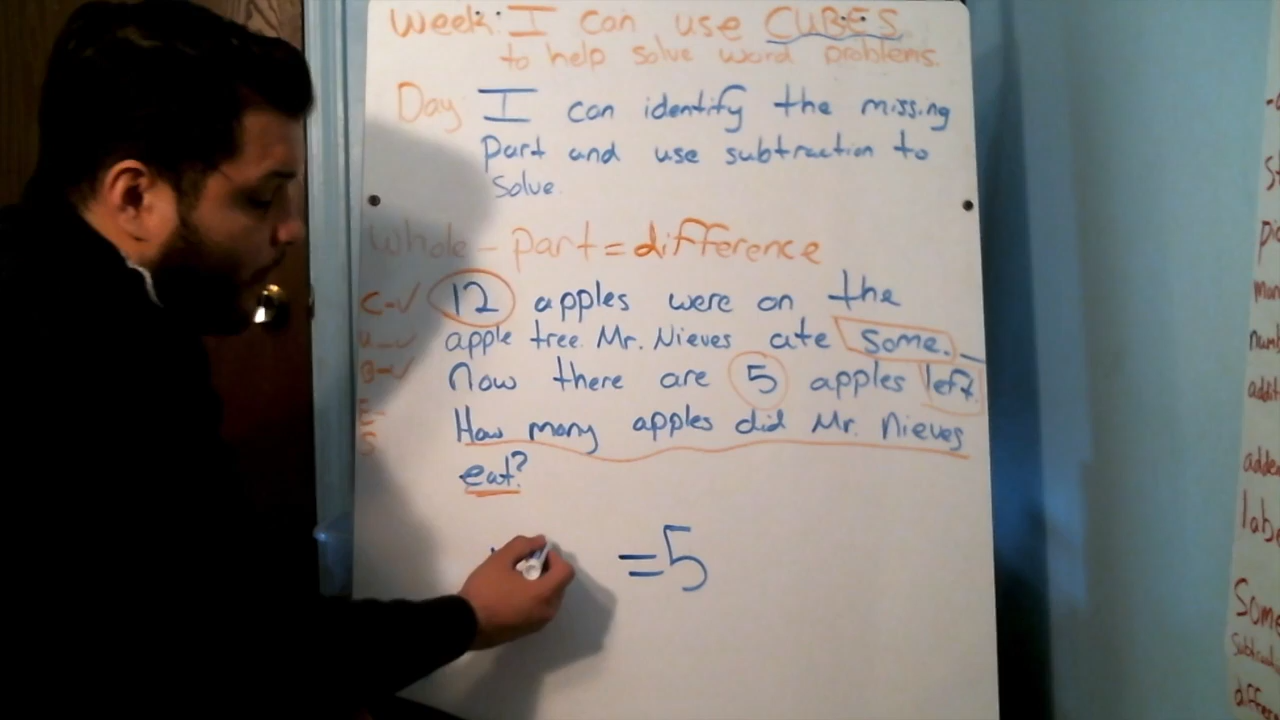 Week: I can use CUBES
to help solve word problems.
Day I can identify the missing
part and use subtraction to
solve.
Whole - part = difference
C-✓ 12 apples were on the
U-✓ apple tree. Mr. Nieves ate some.
B-✓ Now there are 5 apples left.
E- How many apples did Mr. Nieves
S eat?
= 5